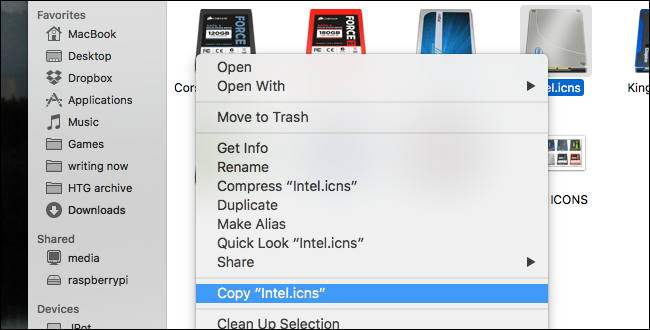 Favorites
MacBook
Desktop
Dropbox
Applications
Music
Games
writing now
HTG archive
Downloads
Shared
media
raspberrypi
Devices
FORCE
120GB
FORCE
180GB
Cors
el.icns
King
ICONS
Open
Open With
Move to Trash
Get Info
Rename
Compress “Intel.icns”
Duplicate
Make Alias
Quick Look “Intel.icns”
Share
Copy “Intel.icns”
Clean Up Selection